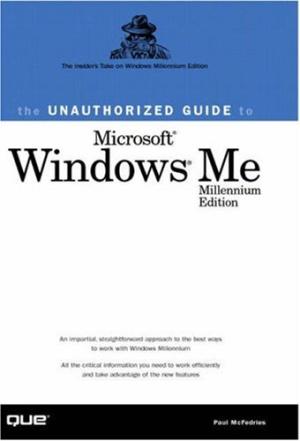 The Insider's Take on Windows Millennium Edition
the UNAUTHORIZED GUIDE to
Microsoft®
Windows® Me
Millennium
Edition
An impartial, straightforward approach to the best ways
to work with Windows Millennium
All the critical information you need to work efficiently
and take advantage of the new features
que®
Paul McFedries